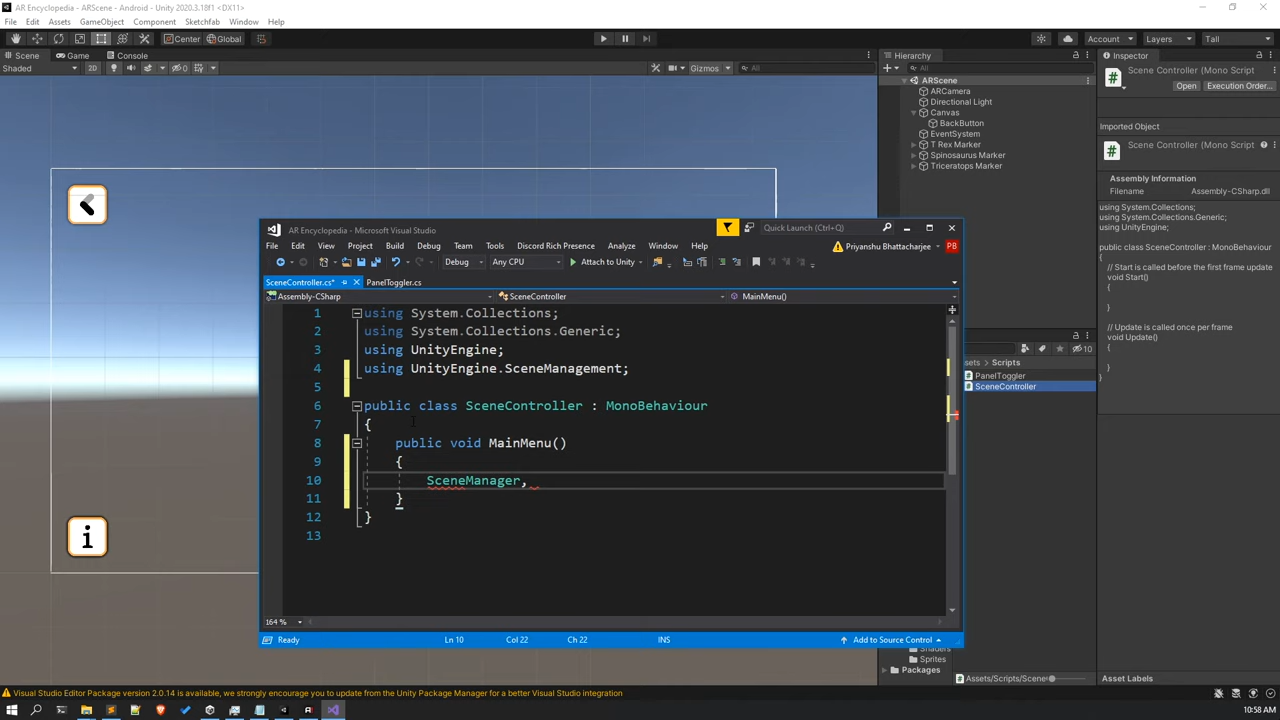 AR Encyclopedia - ARScene - Android - Unity 2020.3.18f1 <DX11>
File Edit Assets GameObject Component Sketchfab Window Help
Center Global Account Layers Tall
Scene Game Console
Shaded 2D 0 Gizmos All
Hierarchy
All
ARScene
ARCamera
Directional Light
Canvas
BackButton
EventSystem
T Rex Marker
Spinosaurus Marker
Triceratops Marker
Inspector
Scene Controller (Mono Script
Open Execution Order...
Imported Object
Scene Controller (Mono Script
Assembly Information
Filename Assembly-CSharp.dll
using System.Collections;
using System.Collections.Generic;
using UnityEngine;
public class SceneController : MonoBehaviour
{
// Start is called before the first frame update
void Start()
{
}
// Update is called once per frame
void Update()
{
}
}
Asset Labels
10
ssets > Scripts >
PanelToggler
SceneController
Shaders
Sprites
Packages
Assets/Scripts/Scene
i
AR Encyclopedia - Microsoft Visual Studio
Quick Launch (Ctrl+Q)
File Edit View Project Build Debug Team Tools Discord Rich Presence Analyze Window Help
Priyanshu Bhattacharjee PB
Debug Any CPU Attach to Unity
SceneController.cs* PanelToggler.cs
Assembly-CSharp SceneController MainMenu()
1 using System.Collections;
2 using System.Collections.Generic;
3 using UnityEngine;
4 using UnityEngine.SceneManagement;
5
6 public class SceneController : MonoBehaviour
7 {
8 public void MainMenu()
9 {
10 SceneManager,
11 }
12 }
13
164 %
Ready Ln 10 Col 22 Ch 22 INS Add to Source Control
Visual Studio Editor Package version 2.0.14 is available, we strongly encourage you to update from the Unity Package Manager for a better Visual Studio integration
10:58 AM